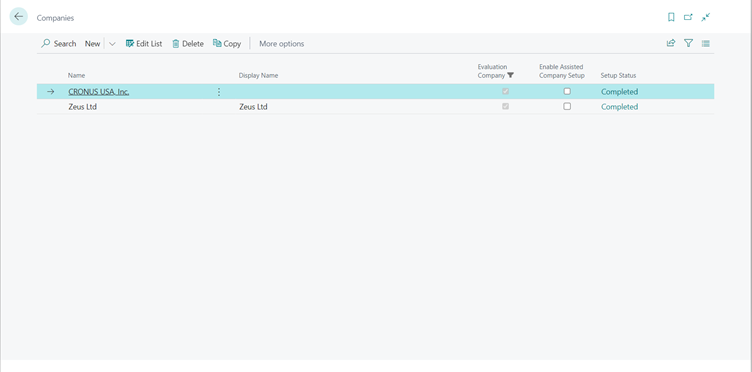 Companies
Search New Edit List Delete Copy More options
Name Display Name Evaluation Company Enable Assisted Company Setup Setup Status
CRONUS USA, Inc. Completed
Zeus Ltd Zeus Ltd Completed